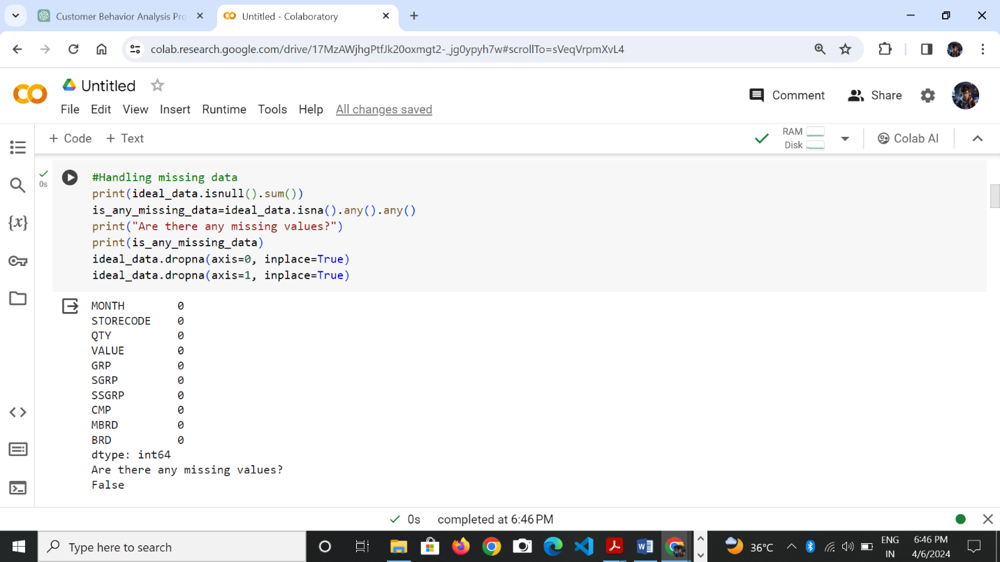 Customer Behavior Analysis Pro
Untitled - Colaboratory
colab.research.google.com/drive/17MzAWjhgPtfJk20oxmgt2-_jg0ypyh7w#scrollTo=sVeqVrpmXvL4
Untitled
Comment
Share
File Edit View Insert Runtime Tools Help All changes saved
+ Code + Text
RAM
Disk
Colab AI
0s
#Handling missing data
print(ideal_data.isnull().sum())
is_any_missing_data=ideal_data.isna().any().any()
print("Are there any missing values?")
print(is_any_missing_data)
ideal_data.dropna(axis=0, inplace=True)
ideal_data.dropna(axis=1, inplace=True)
MONTH 0
STORECODE 0
QTY 0
VALUE 0
GRP 0
SGRP 0
SSGRP 0
CMP 0
MBRD 0
BRD 0
dtype: int64
Are there any missing values?
False
0s completed at 6:46 PM
Type here to search
36°C
ENG
IN
6:46 PM
4/6/2024